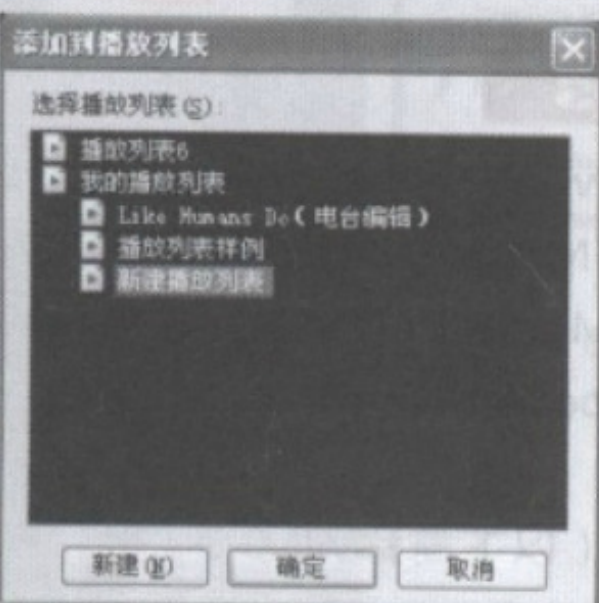 添加到播放列表
选择播放列表(S):
播放列表6
我的播放列表
Like Humans Do(电台编辑)
播放列表样例
新建播放列表
新建(N) 确定 取消